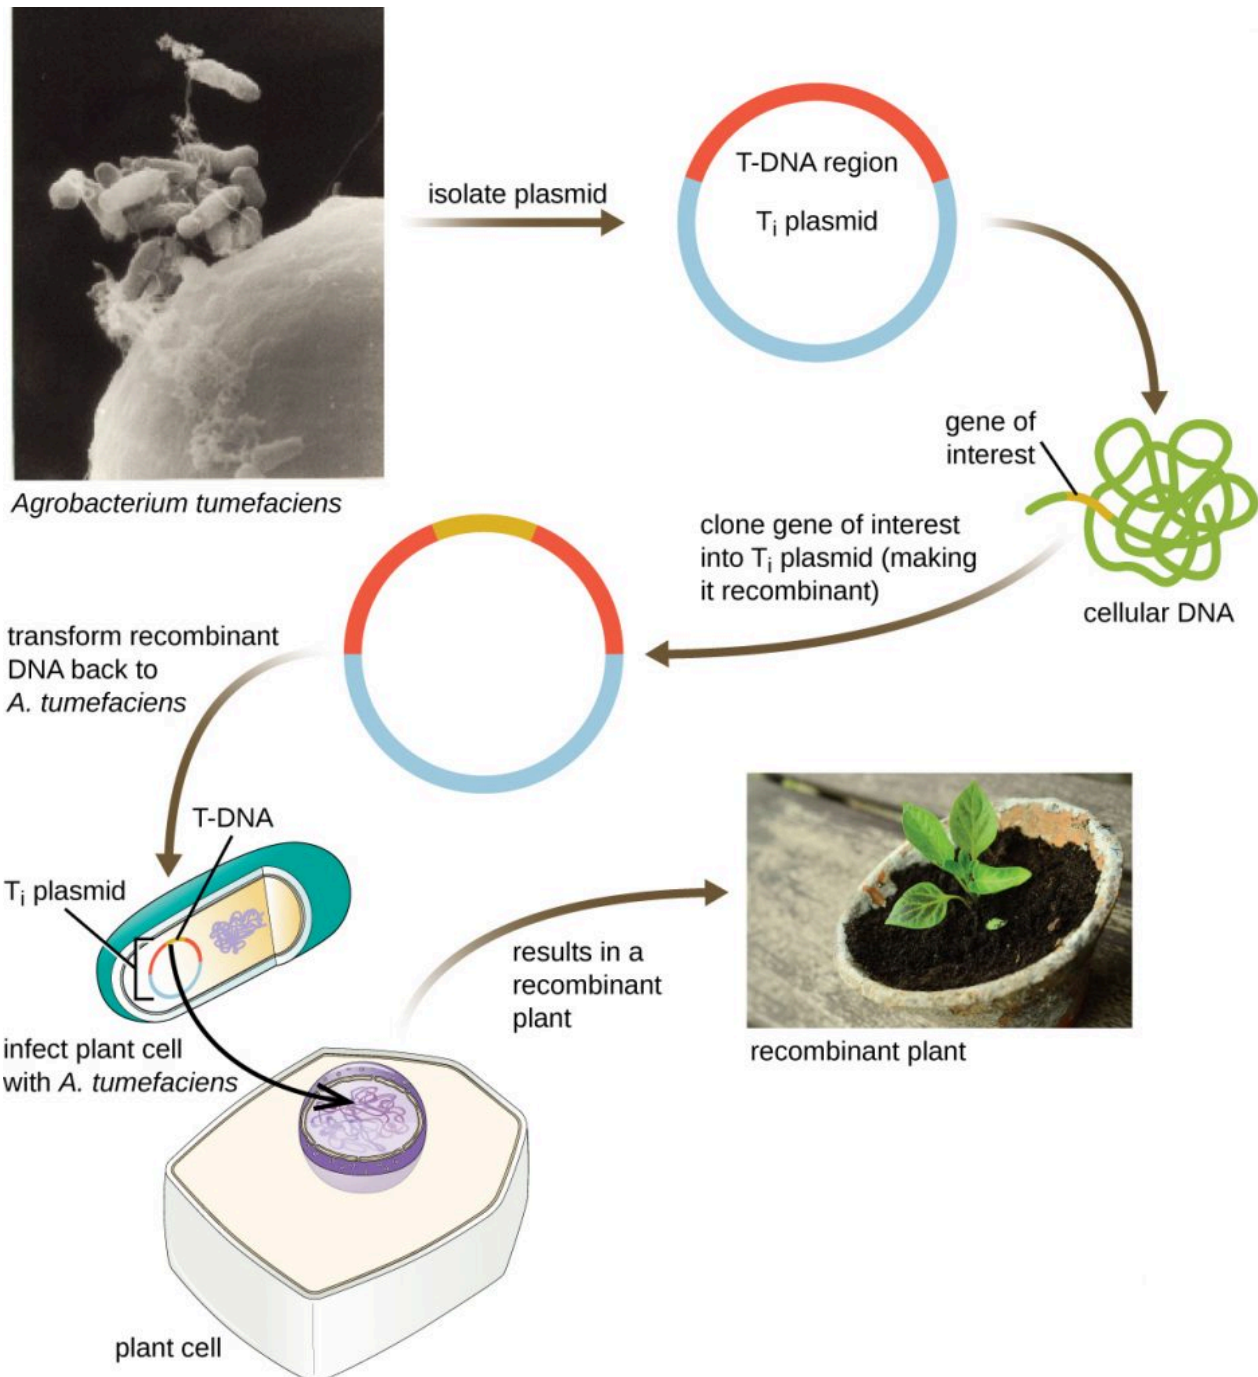 isolate plasmid
T-DNA region
Tᵢ plasmid
Agrobacterium tumefaciens
gene of
interest
cellular DNA
clone gene of interest
into Tᵢ plasmid (making
it recombinant)
transform recombinant
DNA back to
A. tumefaciens
T-DNA
Tᵢ plasmid
infect plant cell
with A. tumefaciens
plant cell
results in a
recombinant
plant
recombinant plant